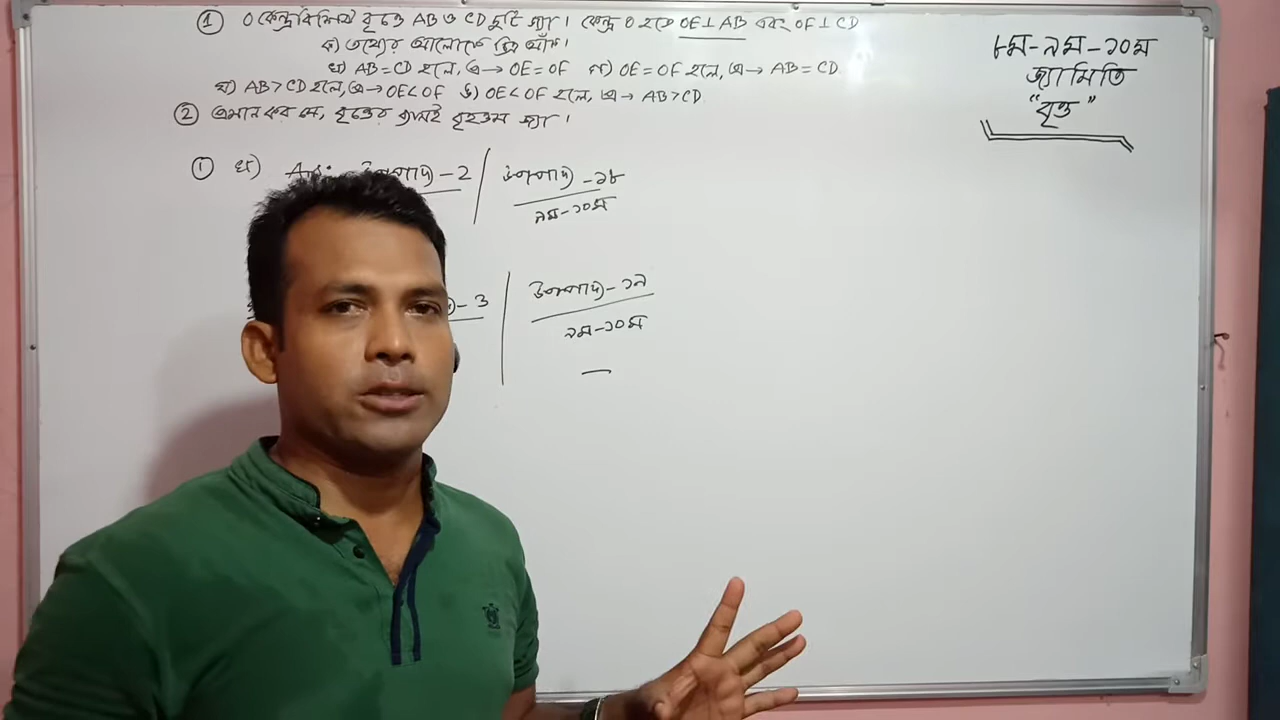 ① O কেন্দ্রবিশিষ্ট বৃত্তে AB ও CD দুটি জ্যা। কেন্দ্র O হতে OE⊥AB এবং OF⊥CD
ক) তথ্যের আলোকে চিত্র আঁক।
খ) AB=CD হলে, প্র→ OE=OF গ) OE=OF হলে, প্র→ AB=CD
ঘ) AB>CD হলে, প্র→ OE<OF ঙ) OE<OF হলে, প্র→ AB>CD
② প্রমাণ কর যে, বৃত্তের ব্যাসই বৃহত্তম জ্যা।
৮ম-৯ম-১০ম
জ্যামিতি
"বৃত্ত"
① খ) উপপাদ্য-2 উপপাদ্য-১৮
৯ম-১০ম
-3 উপপাদ্য-১৯
৯ম-১০ম